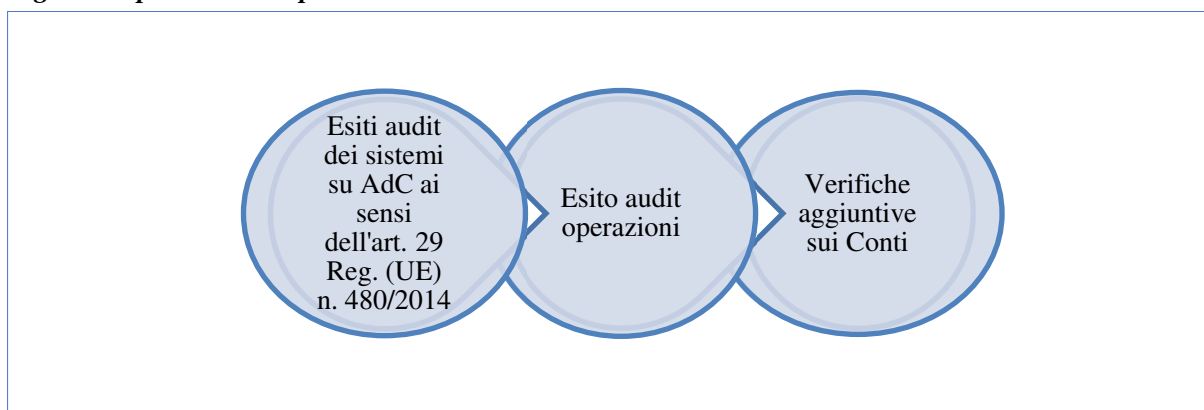 Esiti audit
dei sistemi
su AdC ai
sensi
dell'art. 29
Reg. (UE)
n. 480/2014
Esito audit
operazioni
Verifiche
aggiuntive
sui Conti